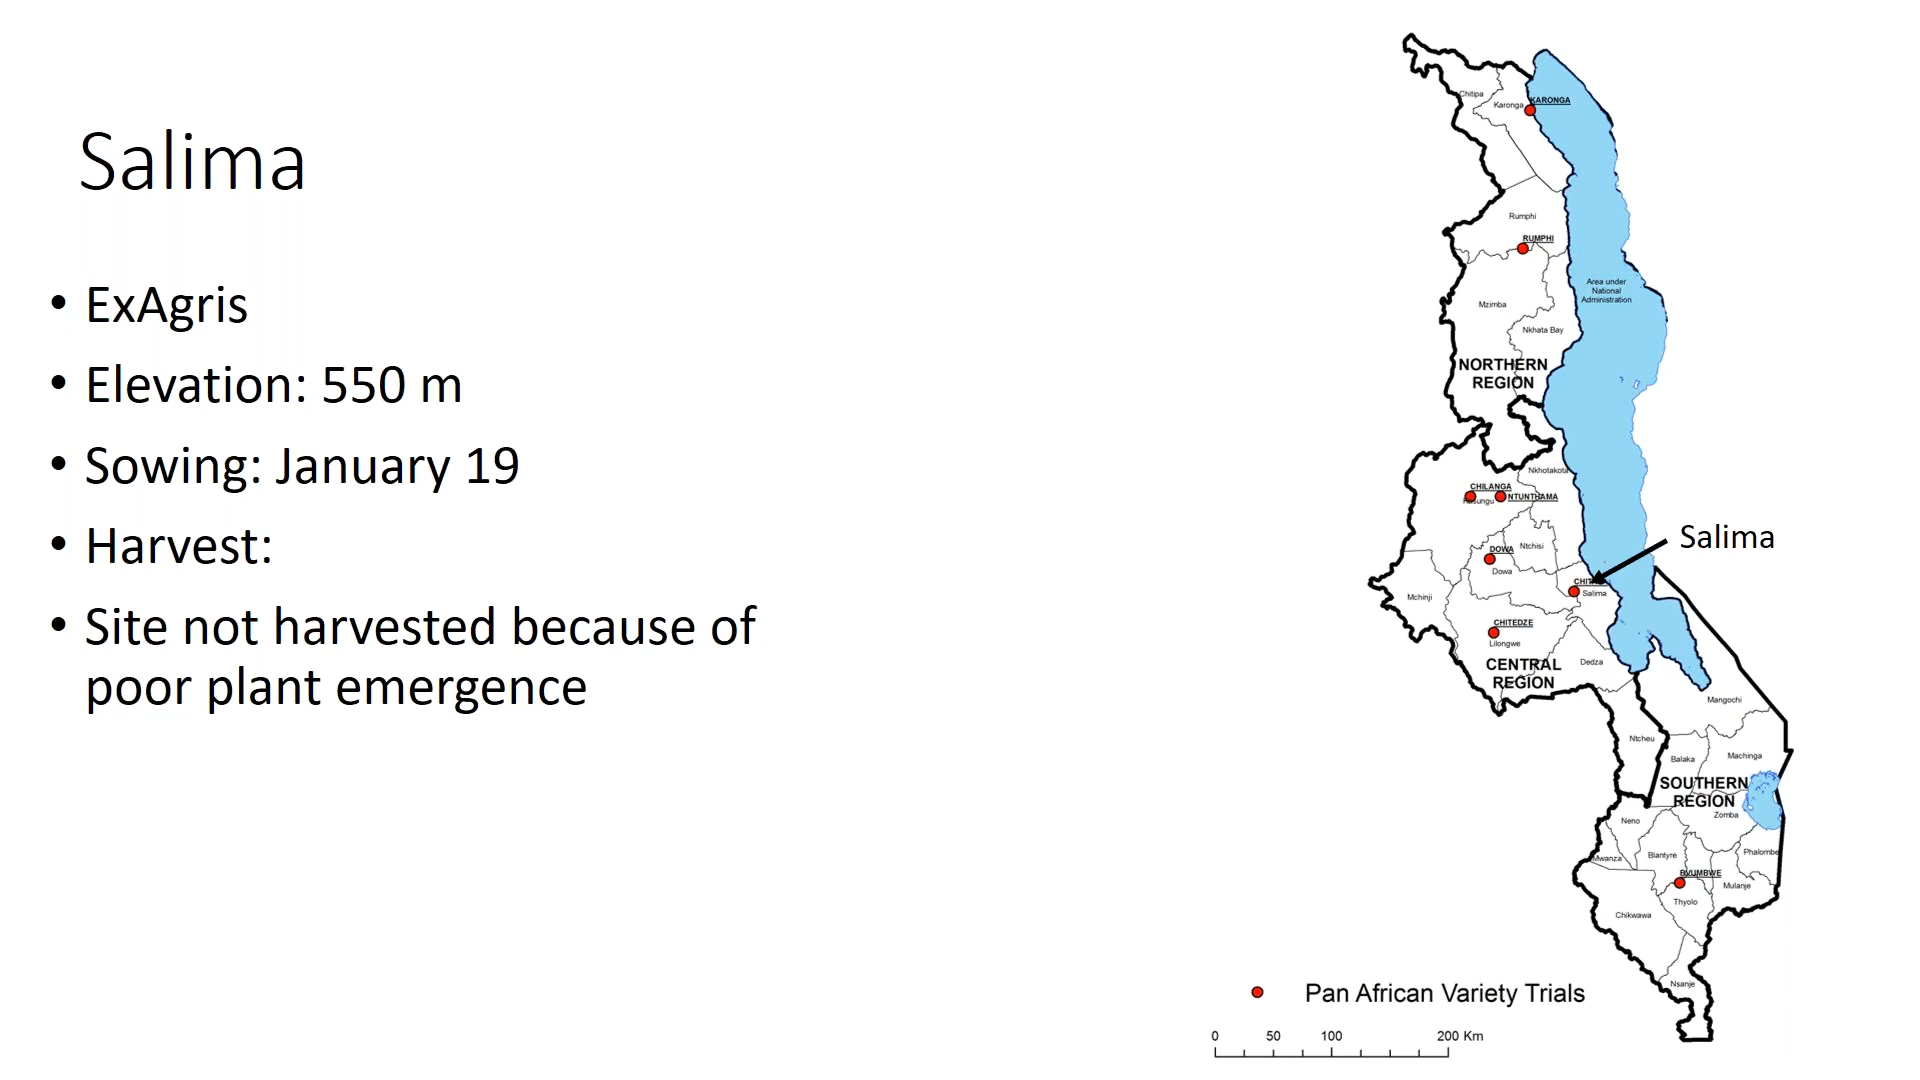 Salima
• ExAgris
• Elevation: 550 m
• Sowing: January 19
• Harvest:
• Site not harvested because of
poor plant emergence
Chitipa
Karonga
KARONGA
Rumphi
RUMPHI
Area under
National
Administration
Mzimba
Nkhata Bay
NORTHERN
REGION
Nkhotakota
CHILANGA
NTUNTHAMA
Salima
Ntchisi
DOWA
Dowa
Salima
Mchinji
CHITEDZE
Lilongwe
Dedza
CENTRAL
REGION
Mangochi
Ntcheu
Balaka
Machinga
SOUTHERN
REGION
Zomba
Neno
Mwanza
Blantyre
Phalombe
BVUMBWE
Mulanje
Thyolo
Chikwawa
Nsanje
Pan African Variety Trials
0 50 100 200 Km